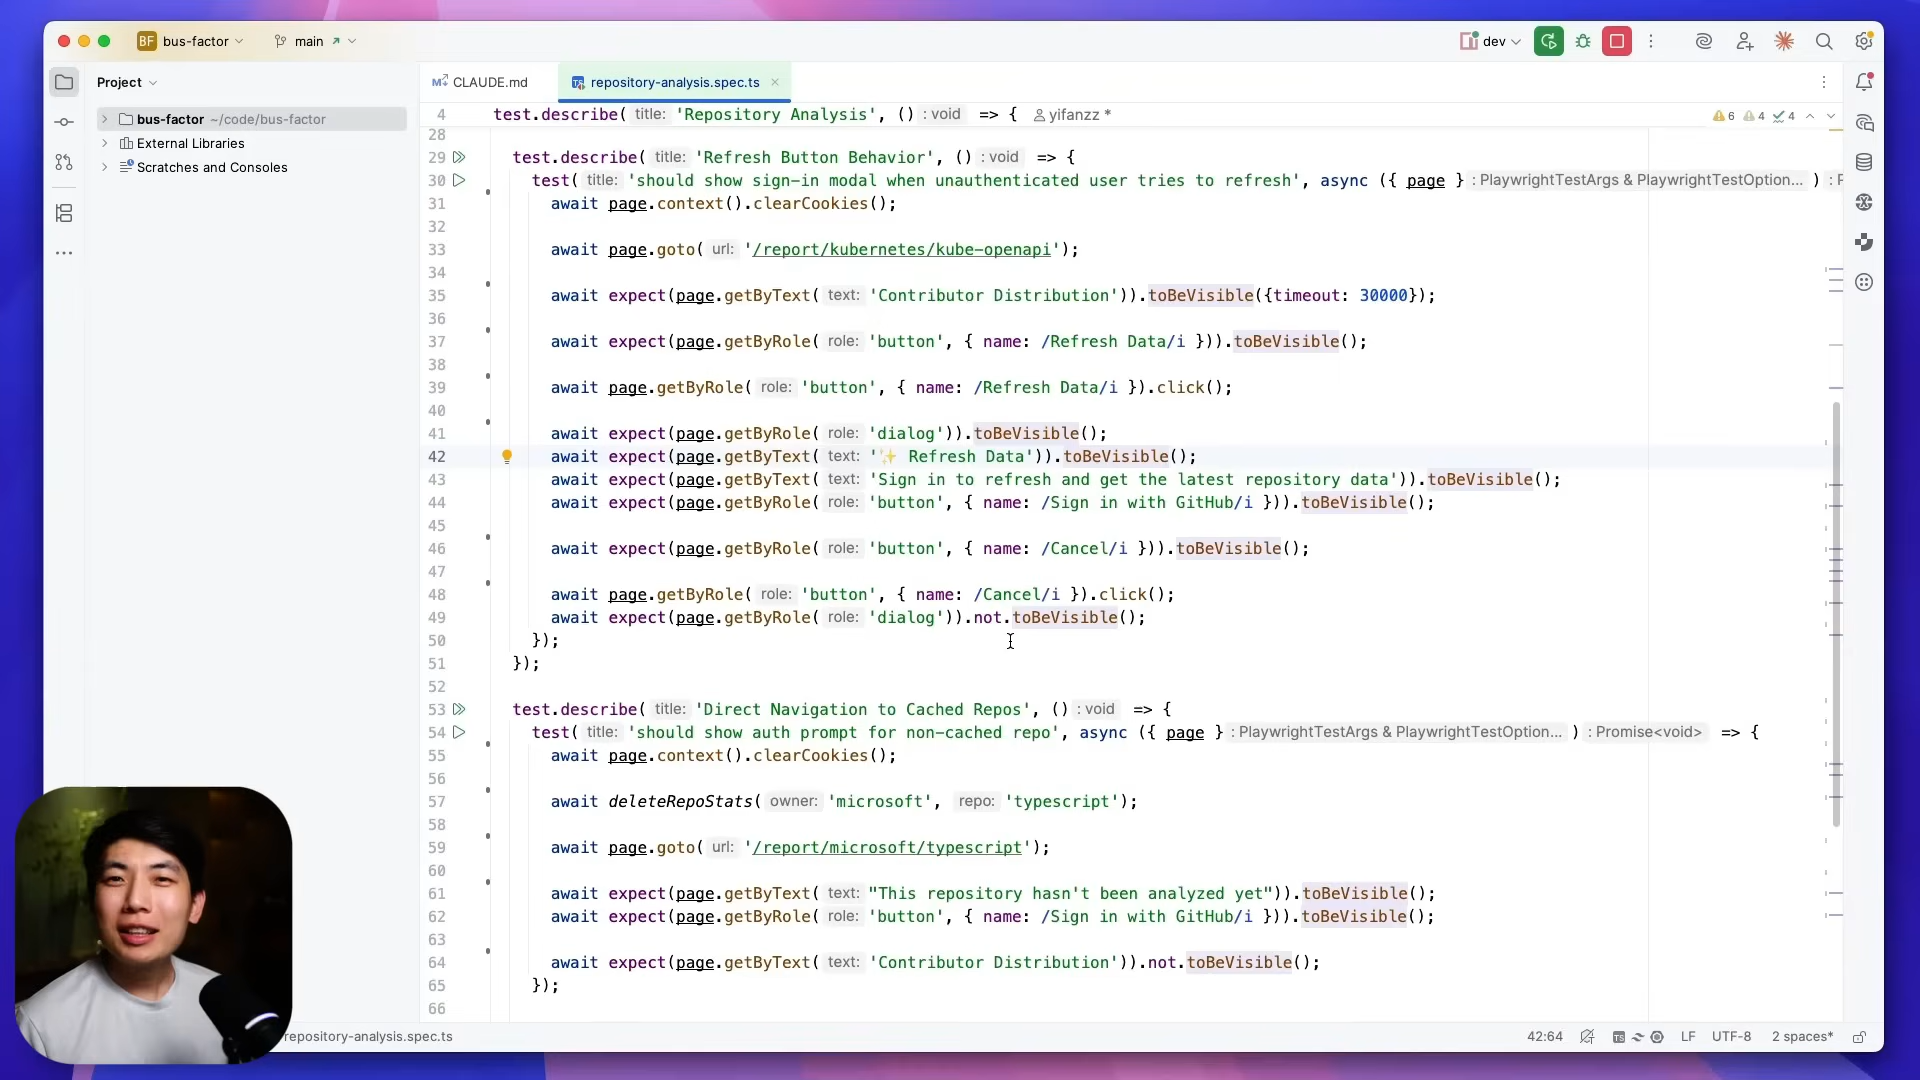 BF bus-factor main dev
Project
CLAUDE.md
TS repository-analysis.spec.ts
bus-factor ~/code/bus-factor
External Libraries
Scratches and Consoles
4 test.describe( title: 'Repository Analysis', () : void => { yifanzz *
6 4 4
28
29 test.describe( title: 'Refresh Button Behavior', () : void => {
30 test( title: 'should show sign-in modal when unauthenticated user tries to refresh', async ({ page } : PlaywrightTestArgs & PlaywrightTestOption... ) : P
31 await page.context().clearCookies();
32
33 await page.goto( url: '/report/kubernetes/kube-openapi');
34
35 await expect(page.getByText( text: 'Contributor Distribution')).toBeVisible({timeout: 30000});
36
37 await expect(page.getByRole( role: 'button', { name: /Refresh Data/i })).toBeVisible();
38
39 await page.getByRole( role: 'button', { name: /Refresh Data/i }).click();
40
41 await expect(page.getByRole( role: 'dialog')).toBeVisible();
42 await expect(page.getByText( text: '✨ Refresh Data')).toBeVisible();
43 await expect(page.getByText( text: 'Sign in to refresh and get the latest repository data')).toBeVisible();
44 await expect(page.getByRole( role: 'button', { name: /Sign in with GitHub/i })).toBeVisible();
45
46 await expect(page.getByRole( role: 'button', { name: /Cancel/i })).toBeVisible();
47
48 await page.getByRole( role: 'button', { name: /Cancel/i }).click();
49 await expect(page.getByRole( role: 'dialog')).not.toBeVisible();
50 });
51 });
52
53 test.describe( title: 'Direct Navigation to Cached Repos', () : void => {
54 test( title: 'should show auth prompt for non-cached repo', async ({ page } : PlaywrightTestArgs & PlaywrightTestOption... ) : Promise<void> => {
55 await page.context().clearCookies();
56
57 await deleteRepoStats( owner: 'microsoft', repo: 'typescript');
58
59 await page.goto( url: '/report/microsoft/typescript');
60
61 await expect(page.getByText( text: "This repository hasn't been analyzed yet")).toBeVisible();
62 await expect(page.getByRole( role: 'button', { name: /Sign in with GitHub/i })).toBeVisible();
63
64 await expect(page.getByText( text: 'Contributor Distribution')).not.toBeVisible();
65 });
66
repository-analysis.spec.ts
42:64 LF UTF-8 2 spaces*